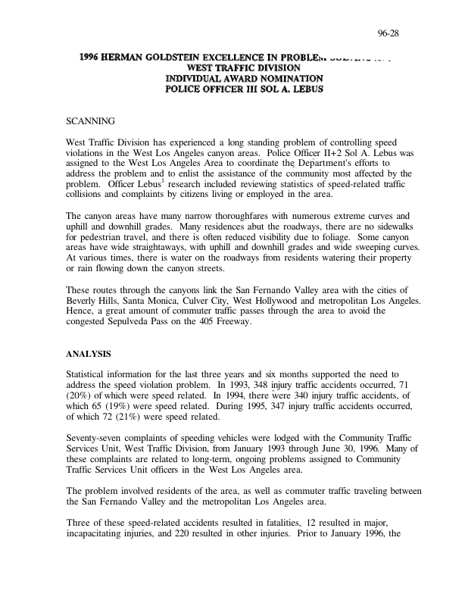 96-28
1996 HERMAN GOLDSTEIN EXCELLENCE IN PROBLEM
WEST TRAFFIC DIVISION
INDIVIDUAL AWARD NOMINATION
POLICE OFFICER III SOL A. LEBUS
SCANNING
West Traffic Division has experienced a long standing problem of controlling speed
violations in the West Los Angeles canyon areas. Police Officer II+2 Sol A. Lebus was
assigned to the West Los Angeles Area to coordinate the Department's efforts to
address the problem and to enlist the assistance of the community most affected by the
problem. Officer Lebus' research included reviewing statistics of speed-related traffic
collisions and complaints by citizens living or employed in the area.
The canyon areas have many narrow thoroughfares with numerous extreme curves and
uphill and downhill grades. Many residences abut the roadways, there are no sidewalks
for pedestrian travel, and there is often reduced visibility due to foliage. Some canyon
areas have wide straightaways, with uphill and downhill grades and wide sweeping curves.
At various times, there is water on the roadways from residents watering their property
or rain flowing down the canyon streets.
These routes through the canyons link the San Fernando Valley area with the cities of
Beverly Hills, Santa Monica, Culver City, West Hollywood and metropolitan Los Angeles.
Hence, a great amount of commuter traffic passes through the area to avoid the
congested Sepulveda Pass on the 405 Freeway.
ANALYSIS
Statistical information for the last three years and six months supported the need to
address the speed violation problem. In 1993, 348 injury traffic accidents occurred, 71
(20%) of which were speed related. In 1994, there were 340 injury traffic accidents, of
which 65 (19%) were speed related. During 1995, 347 injury traffic accidents occurred,
of which 72 (21%) were speed related.
Seventy-seven complaints of speeding vehicles were lodged with the Community Traffic
Services Unit, West Traffic Division, from January 1993 through June 30, 1996. Many of
these complaints are related to long-term, ongoing problems assigned to Community
Traffic Services Unit officers in the West Los Angeles area.
The problem involved residents of the area, as well as commuter traffic traveling between
the San Fernando Valley and the metropolitan Los Angeles area.
Three of these speed-related accidents resulted in fatalities, 12 resulted in major,
incapacitating injuries, and 220 resulted in other injuries. Prior to January 1996, the